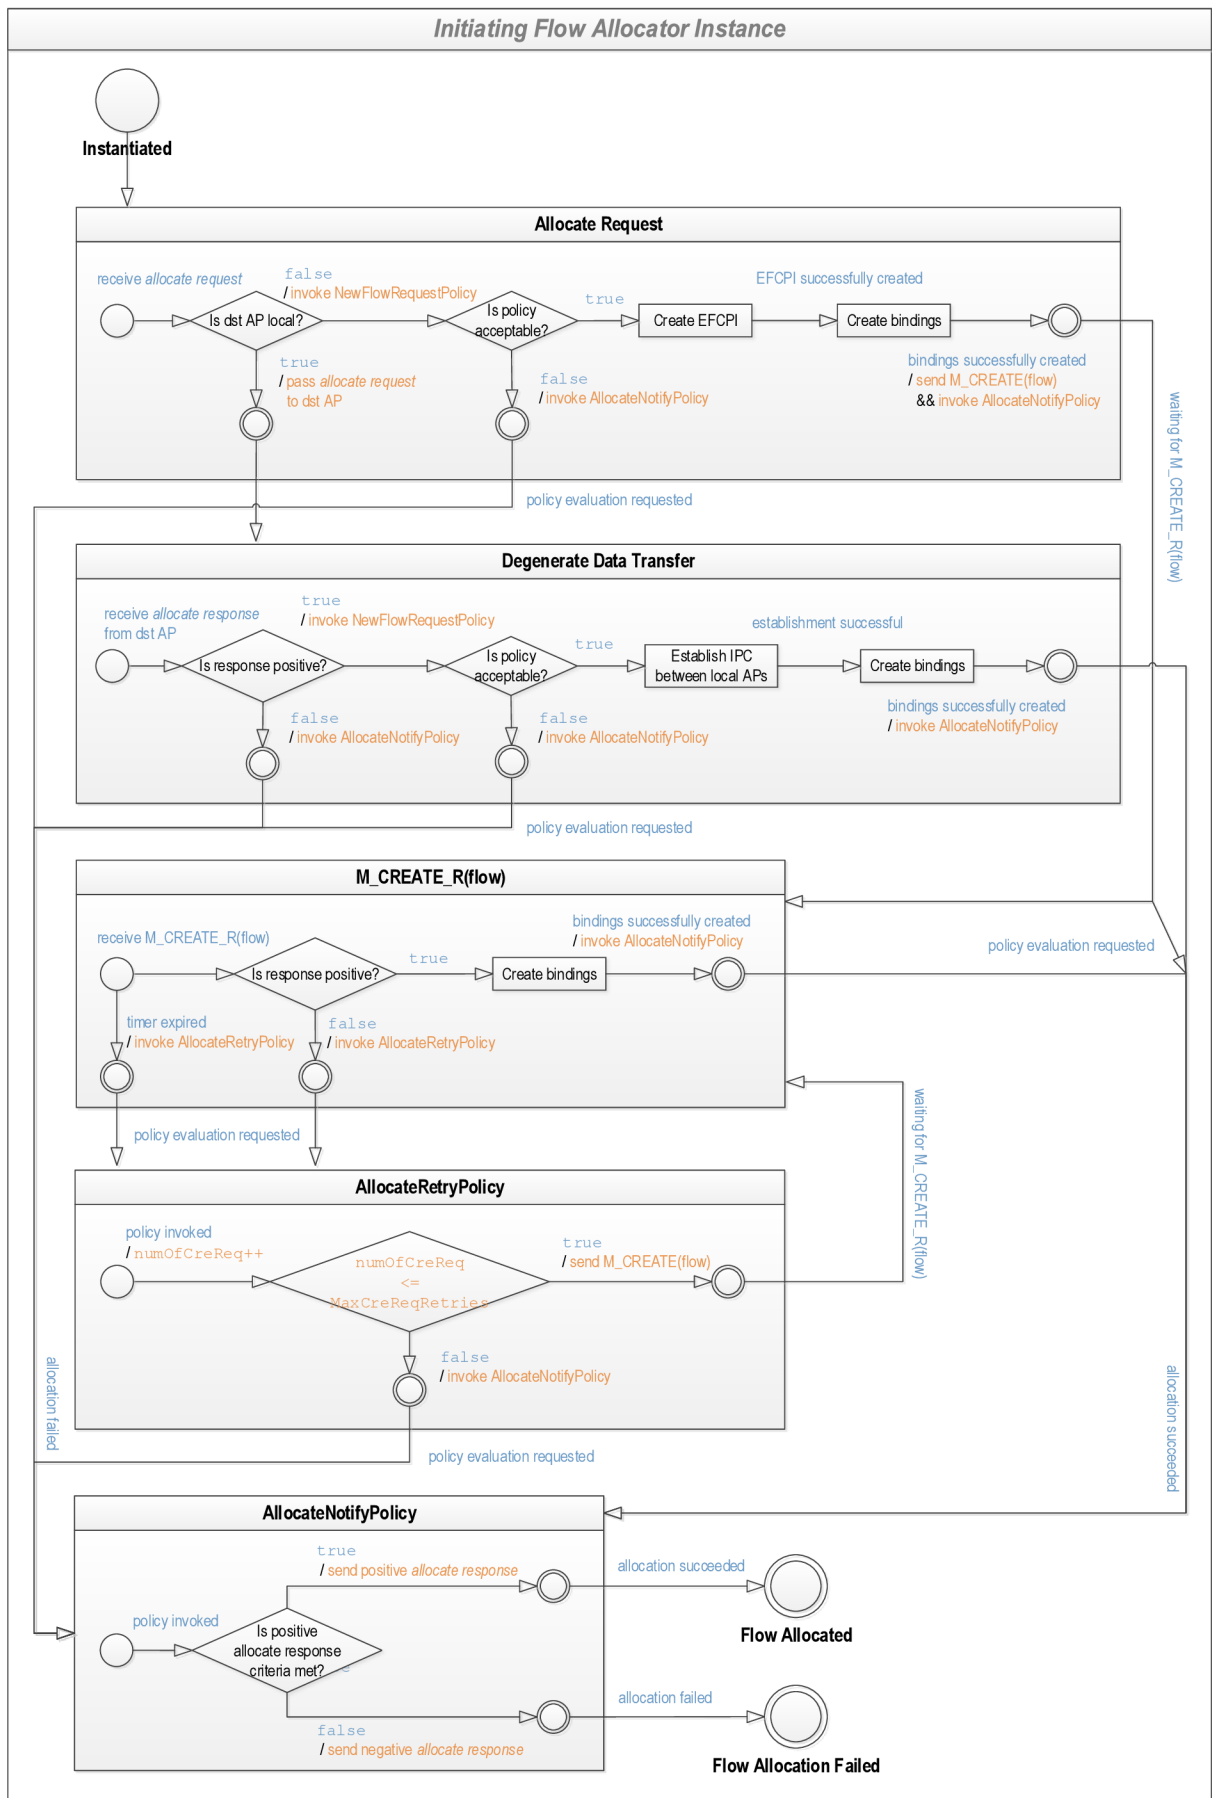 Initiating Flow Allocator Instance
Instantiated
Allocate Request
receive allocate request
false
/ invoke NewFlowRequestPolicy
Is dst AP local?
Is policy
acceptable?
true
Create EFCPI
EFCPI successfully created
Create bindings
true
/ pass allocate request
to dst AP
false
/ invoke AllocateNotifyPolicy
bindings successfully created
/ send M_CREATE(flow)
&& invoke AllocateNotifyPolicy
waiting for M_CREATE_R(flow)
policy evaluation requested
Degenerate Data Transfer
receive allocate response
from dst AP
true
/ invoke NewFlowRequestPolicy
Is response positive?
Is policy
acceptable?
true
Establish IPC
between local APs
establishment successful
Create bindings
false
/ invoke AllocateNotifyPolicy
false
/ invoke AllocateNotifyPolicy
bindings successfully created
/ invoke AllocateNotifyPolicy
policy evaluation requested
M_CREATE_R(flow)
receive M_CREATE_R(flow)
Is response positive?
true
Create bindings
bindings successfully created
/ invoke AllocateNotifyPolicy
policy evaluation requested
timer expired
/ invoke AllocateRetryPolicy
false
/ invoke AllocateRetryPolicy
policy evaluation requested
waiting for M_CREATE_R(flow)
AllocateRetryPolicy
policy invoked
/ numOfCreReq++
numOfCreReq
<=
MaxCreReqRetries
true
/ send M_CREATE(flow)
false
/ invoke AllocateNotifyPolicy
allocation failed
policy evaluation requested
allocation succeeded
AllocateNotifyPolicy
true
/ send positive allocate response
policy invoked
Is positive
allocate response
criteria met?
false
/ send negative allocate response
allocation succeeded
Flow Allocated
allocation failed
Flow Allocation Failed